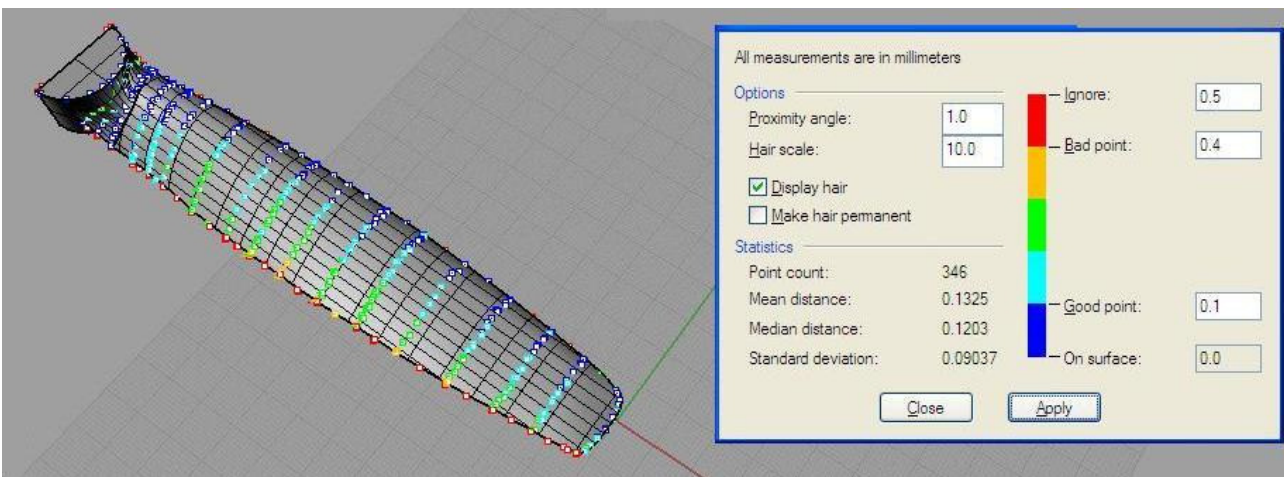 All measurements are in millimeters
Options
Proximity angle: 1.0
Hair scale: 10.0
Display hair
Make hair permanent
Statistics
Point count: 346
Mean distance: 0.1325
Median distance: 0.1203
Standard deviation: 0.09037
Ignore: 0.5
Bad point: 0.4
Good point: 0.1
On surface: 0.0
Close Apply